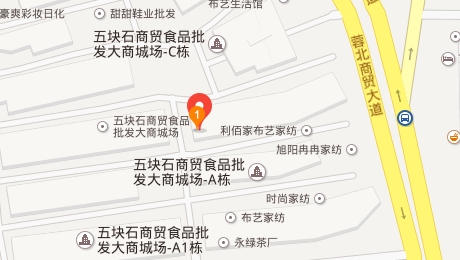 豪爽彩妆日化
甜甜鞋业批发
布艺生活馆
五块石商贸食品批
发大商城场-C栋
蓉北商贸大道
道
五块石商贸食品
批发大商城场
1
利佰家布艺家纺
旭阳冉冉家纺
五块石商贸食品批
发大商城场-A栋
时尚家纺
布艺家纺
五块石商贸食品批
发大商城场-A1栋
永绿茶厂